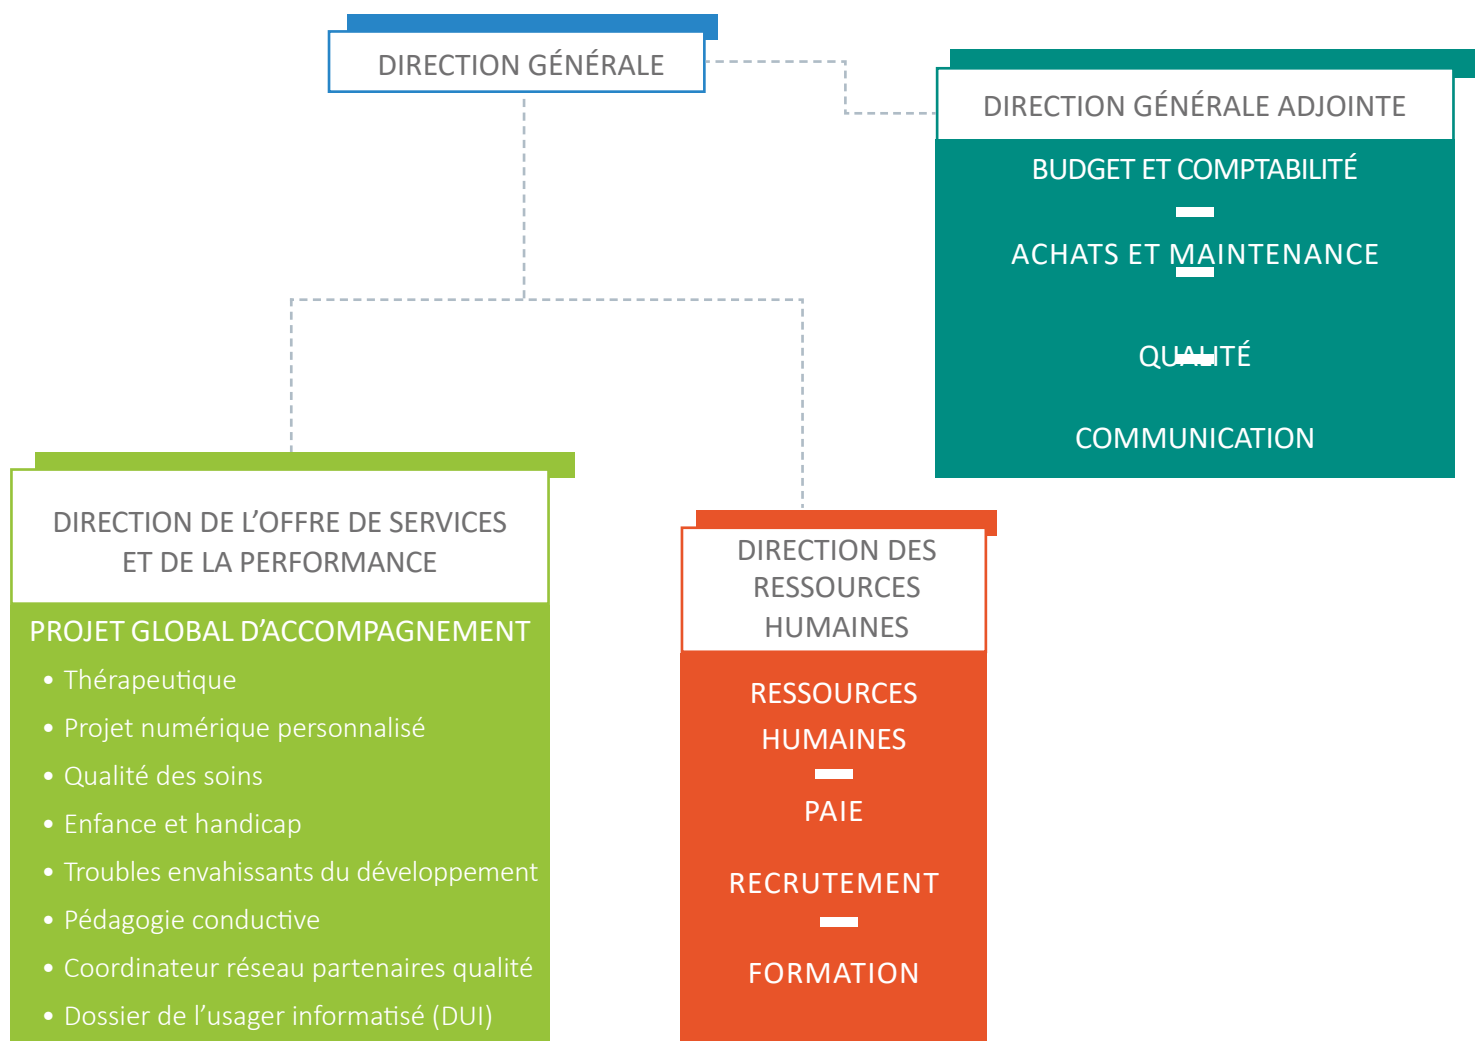 DIRECTION GÉNÉRALE
DIRECTION GÉNÉRALE ADJOINTE
BUDGET ET COMPTABILITÉ
ACHATS ET MAINTENANCE
QUALITÉ
COMMUNICATION
DIRECTION DE L’OFFRE DE SERVICES
ET DE LA PERFORMANCE
PROJET GLOBAL D’ACCOMPAGNEMENT
• Thérapeutique
• Projet numérique personnalisé
• Qualité des soins
• Enfance et handicap
• Troubles envahissants du développement
• Pédagogie conductive
• Coordinateur réseau partenaires qualité
• Dossier de l’usager informatisé (DUI)
DIRECTION DES
RESSOURCES
HUMAINES
RESSOURCES
HUMAINES
PAIE
RECRUTEMENT
FORMATION